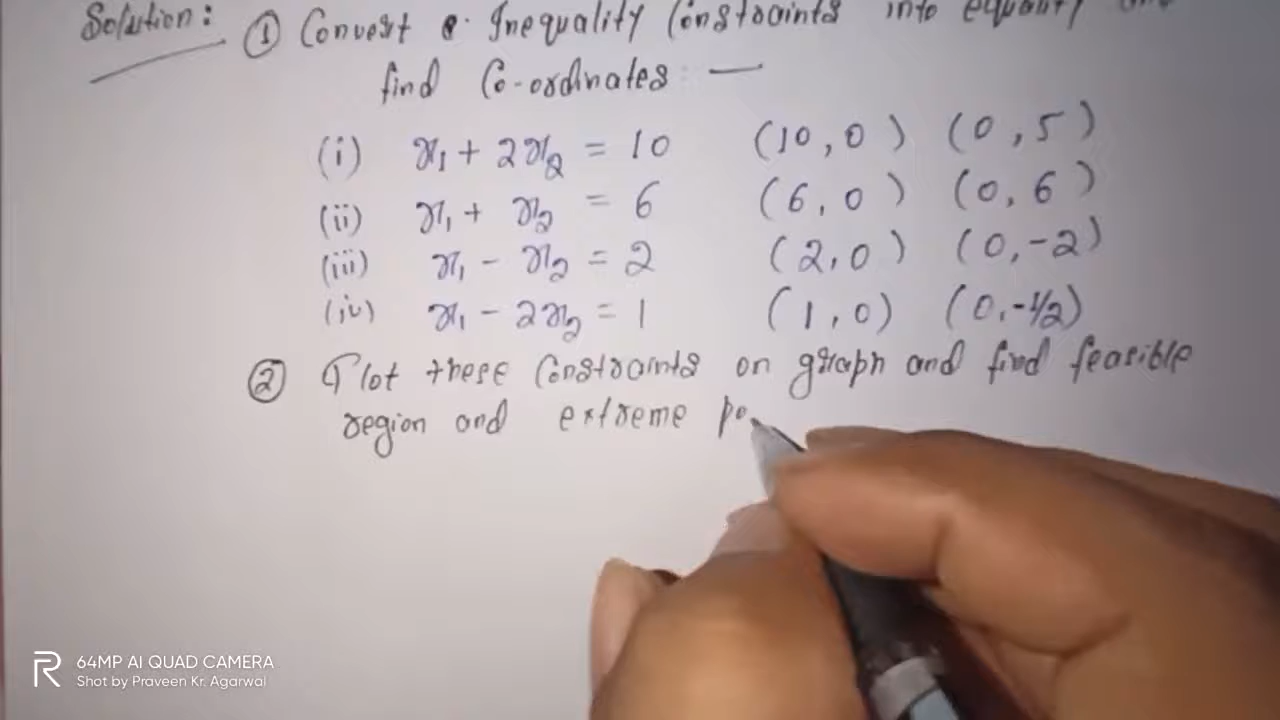 Solution: ① Convert Inequality Constraints into equality
find Co-ordinates :—
(i) x₁ + 2x₂ = 10 (10,0) (0,5)
(ii) x₁ + x₂ = 6 (6,0) (0,6)
(iii) x₁ - x₂ = 2 (2,0) (0,-2)
(iv) x₁ - 2x₂ = 1 (1,0) (0,-1/2)
② Plot these Constraints on graph and find feasible
region and extreme po
64MP AI QUAD CAMERA
Shot by Praveen Kr. Agarwal